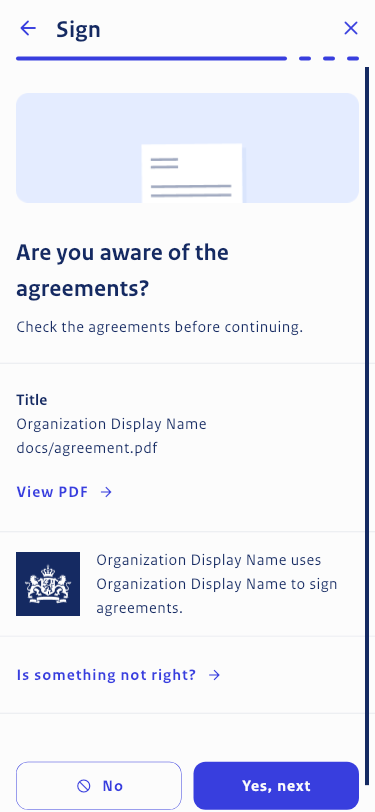 Sign
Are you aware of the
agreements?
Check the agreements before continuing.
Title
Organization Display Name
docs/agreement.pdf
View PDF
Organization Display Name uses
Organization Display Name to sign
agreements.
Is something not right?
No
Yes, next